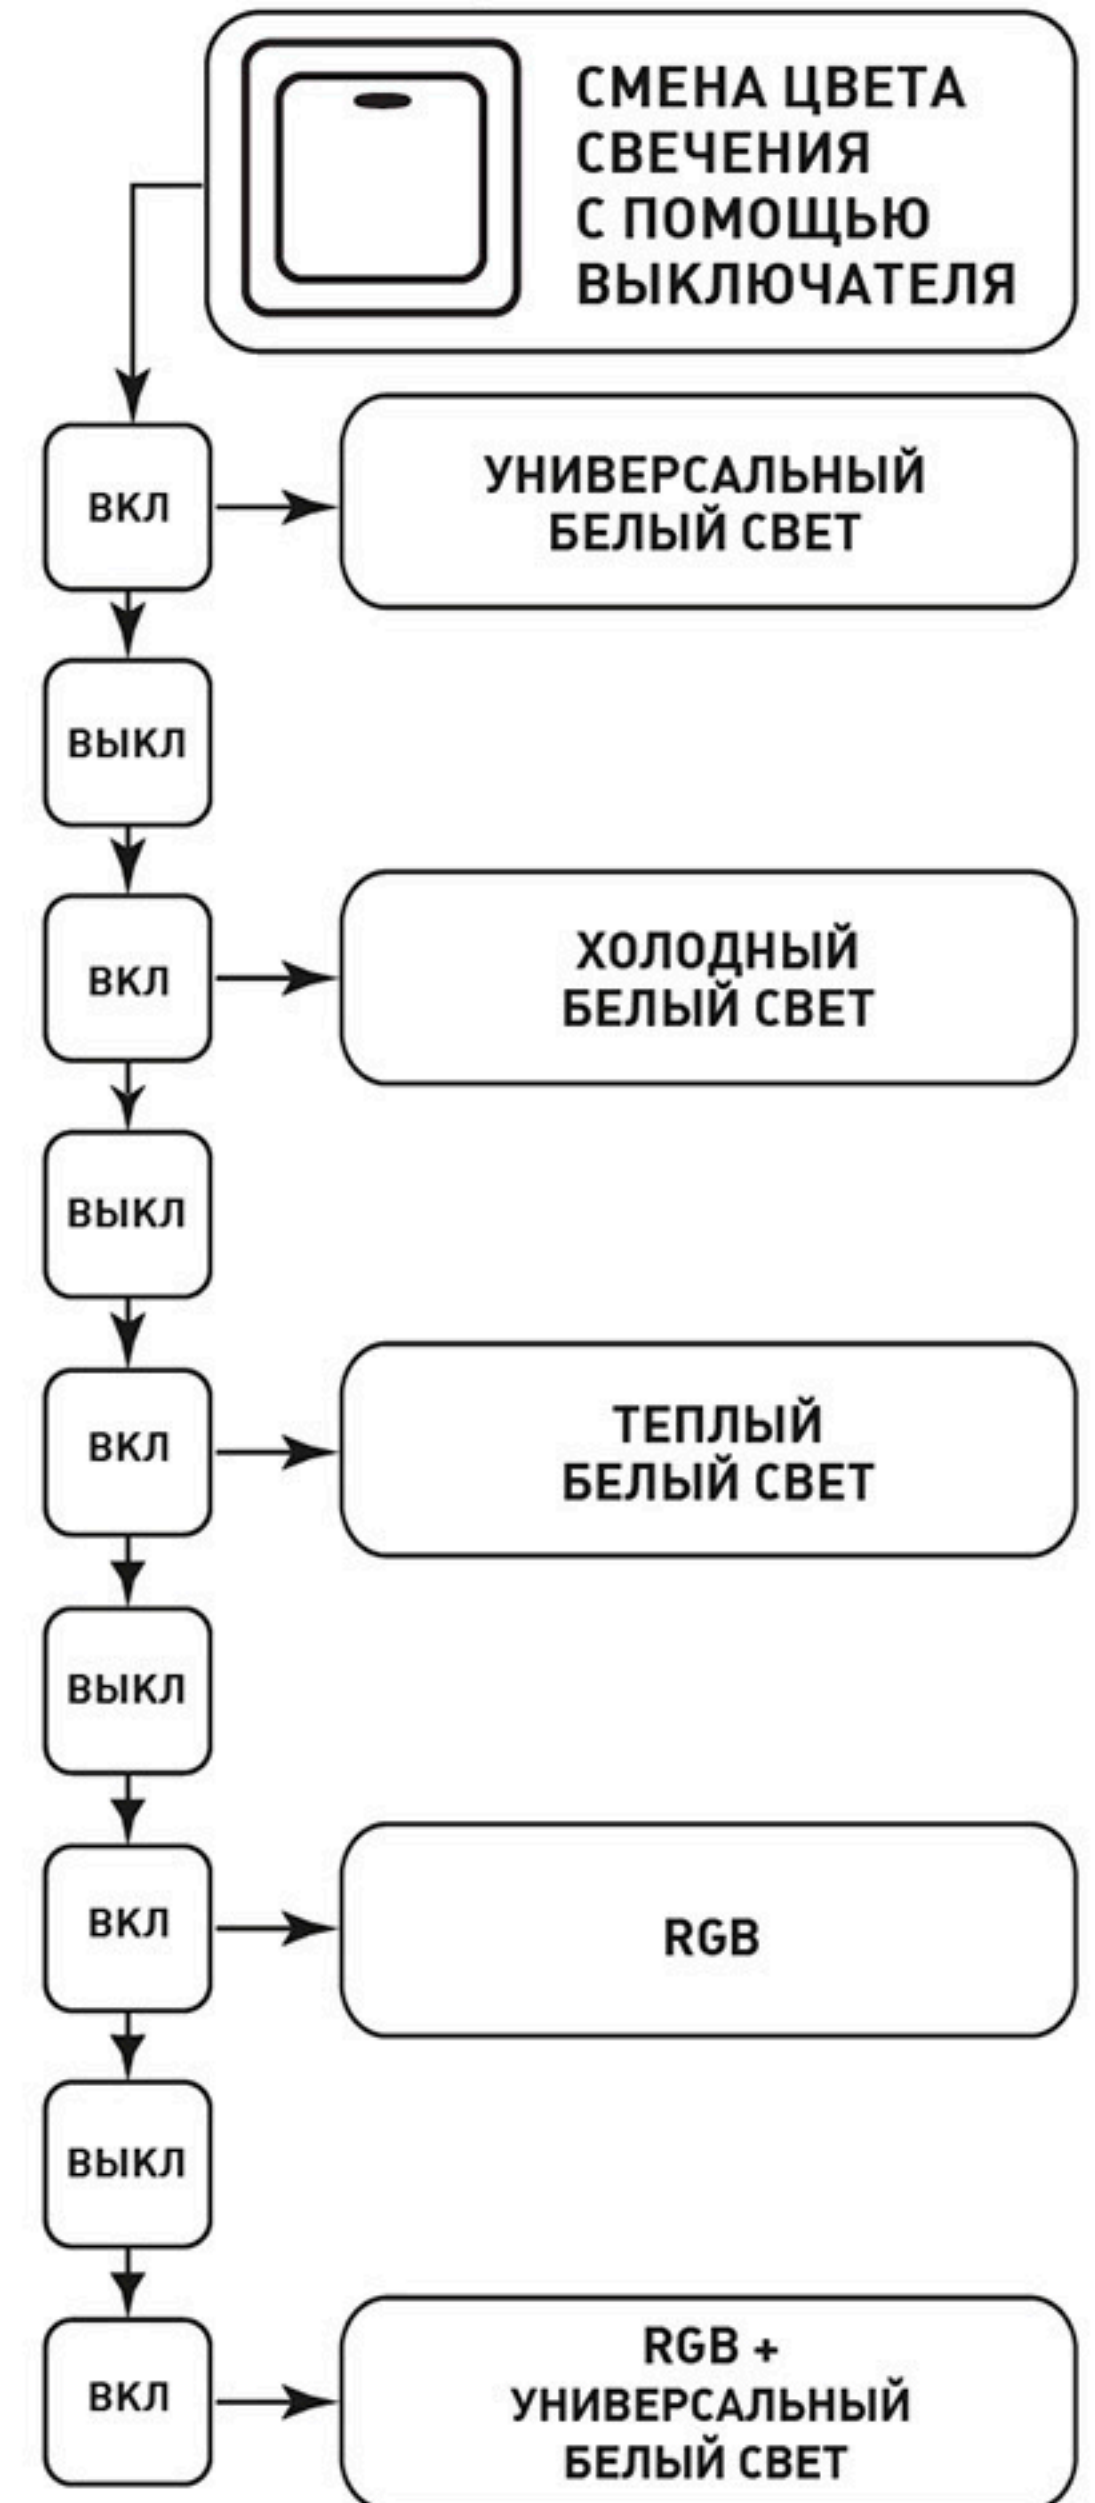 СМЕНА ЦВЕТА
СВЕЧЕНИЯ
С ПОМОЩЬЮ
ВЫКЛЮЧАТЕЛЯ
ВКЛ
УНИВЕРСАЛЬНЫЙ
БЕЛЫЙ СВЕТ
ВЫКЛ
ВКЛ
ХОЛОДНЫЙ
БЕЛЫЙ СВЕТ
ВЫКЛ
ВКЛ
ТЕПЛЫЙ
БЕЛЫЙ СВЕТ
ВЫКЛ
ВКЛ
RGB
ВЫКЛ
ВКЛ
RGB +
УНИВЕРСАЛЬНЫЙ
БЕЛЫЙ СВЕТ